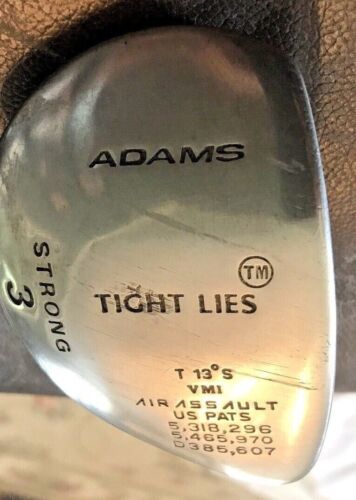 ADAMS
STRONG
3
TM
TIGHT LIES
T 13° S
VMI
AIR ASSAULT
US PATS
5,318,296
5,465,970
D385,607